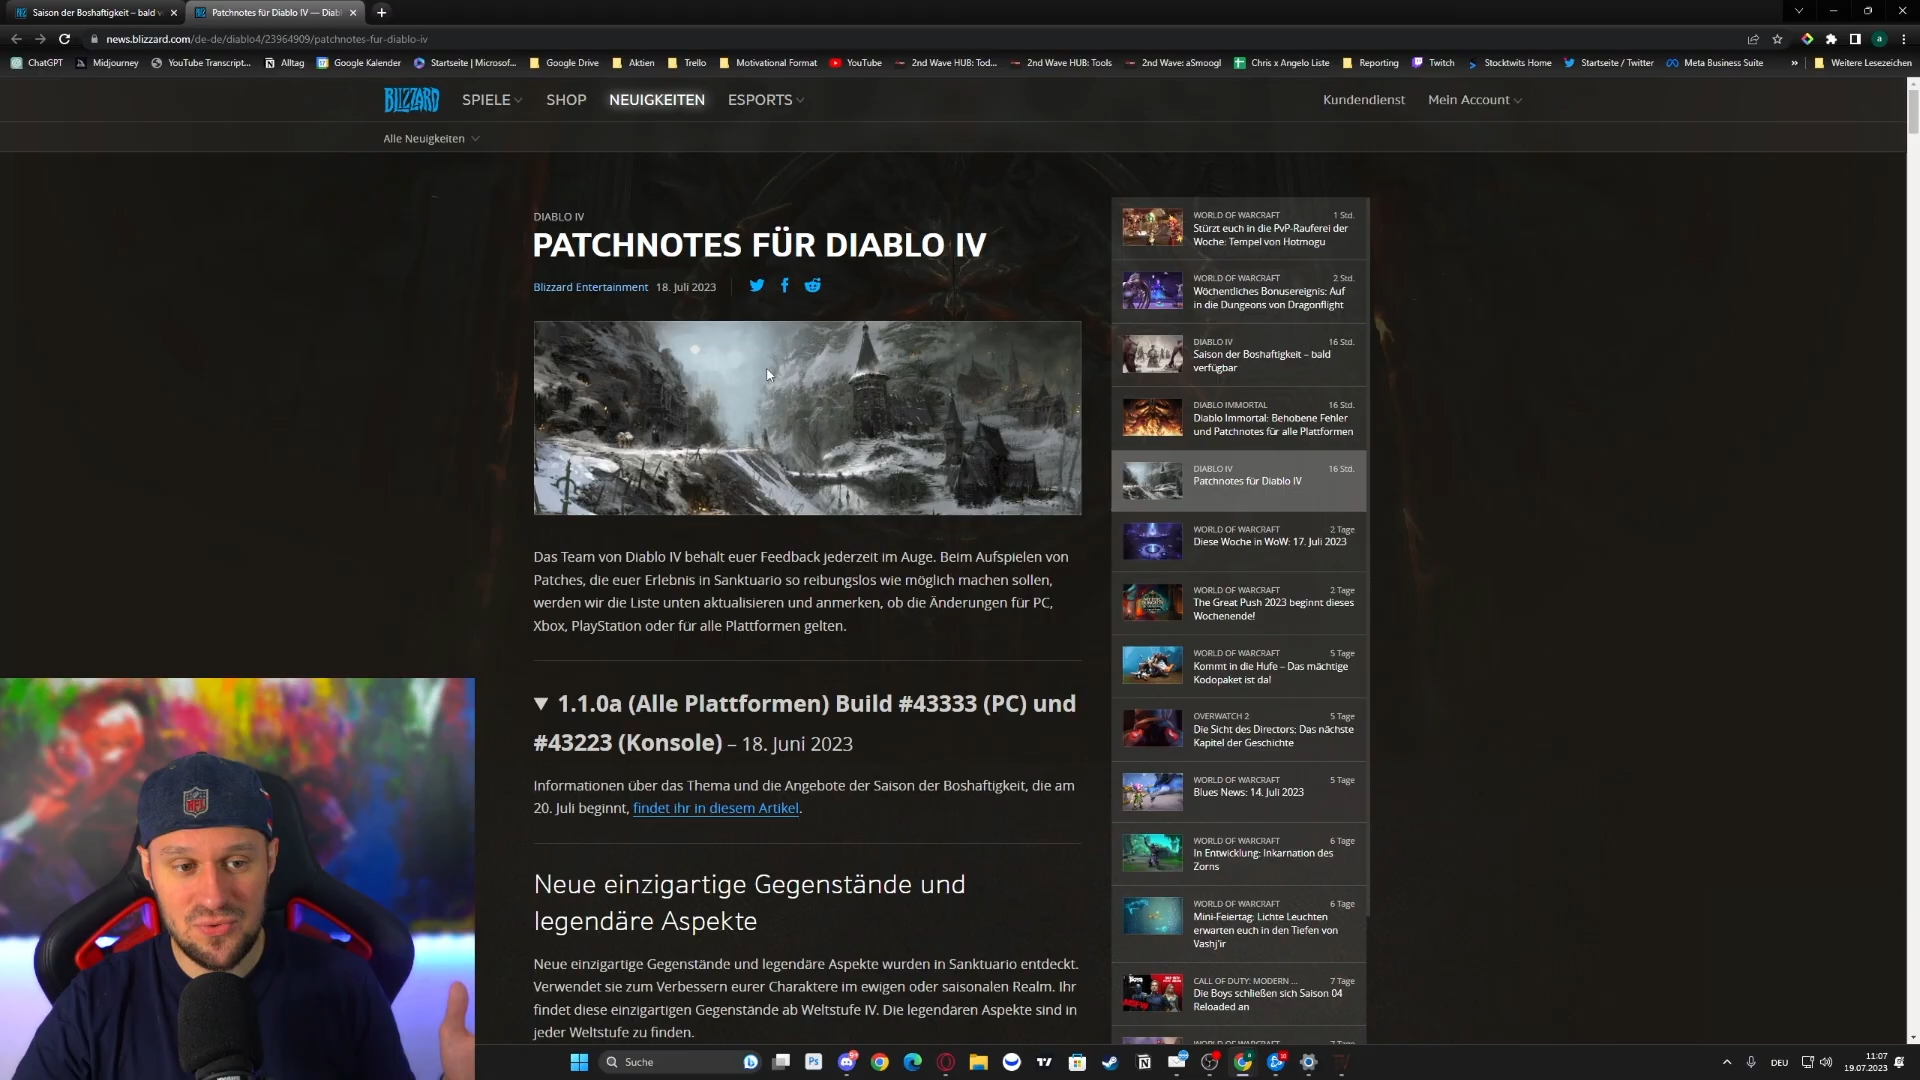 Saison der Boshaftigkeit – bald v
Patchnotes für Diablo IV — Diabl
news.blizzard.com/de-de/diablo4/23964909/patchnotes-fur-diablo-iv
ChatGPT
Midjourney
YouTube Transcript...
Alltag
Google Kalender
Startseite | Microsof...
Google Drive
Aktien
Trello
Motivational Format
YouTube
2nd Wave HUB: Tod...
2nd Wave HUB: Tools
2nd Wave: aSmoogl
Chris x Angelo Liste
Reporting
Twitch
Stocktwits Home
Startseite / Twitter
Meta Business Suite
Weitere Lesezeichen
BLIZZARD
SPIELE
SHOP
NEUIGKEITEN
ESPORTS
Kundendienst
Mein Account
Alle Neuigkeiten
DIABLO IV
PATCHNOTES FÜR DIABLO IV
Blizzard Entertainment 18. Juli 2023
Das Team von Diablo IV behält euer Feedback jederzeit im Auge. Beim Aufspielen von
Patches, die euer Erlebnis in Sanktuario so reibungslos wie möglich machen sollen,
werden wir die Liste unten aktualisieren und anmerken, ob die Änderungen für PC,
Xbox, PlayStation oder für alle Plattformen gelten.
1.1.0a (Alle Plattformen) Build #43333 (PC) und
#43223 (Konsole) – 18. Juni 2023
Informationen über das Thema und die Angebote der Saison der Boshaftigkeit, die am
20. Juli beginnt, findet ihr in diesem Artikel.
Neue einzigartige Gegenstände und
legendäre Aspekte
Neue einzigartige Gegenstände und legendäre Aspekte wurden in Sanktuario entdeckt.
Verwendet sie zum Verbessern eurer Charaktere im ewigen oder saisonalen Realm. Ihr
findet diese einzigartigen Gegenstände ab Weltstufe IV. Die legendären Aspekte sind in
jeder Weltstufe zu finden.
WORLD OF WARCRAFT 1 Std.
Stürzt euch in die PvP-Rauferei der
Woche: Tempel von Hotmogu
WORLD OF WARCRAFT 2 Std.
Wöchentliches Bonusereignis: Auf
in die Dungeons von Dragonflight
DIABLO IV 16 Std.
Saison der Boshaftigkeit – bald
verfügbar
DIABLO IMMORTAL 16 Std.
Diablo Immortal: Behobene Fehler
und Patchnotes für alle Plattformen
DIABLO IV 16 Std.
Patchnotes für Diablo IV
WORLD OF WARCRAFT 2 Tage
Diese Woche in WoW: 17. Juli 2023
WORLD OF WARCRAFT 2 Tage
The Great Push 2023 beginnt dieses
Wochenende!
WORLD OF WARCRAFT 5 Tage
Kommt in die Hufe – Das mächtige
Kodopaket ist da!
OVERWATCH 2 5 Tage
Die Sicht des Directors: Das nächste
Kapitel der Geschichte
WORLD OF WARCRAFT 5 Tage
Blues News: 14. Juli 2023
WORLD OF WARCRAFT 6 Tage
In Entwicklung: Inkarnation des
Zorns
WORLD OF WARCRAFT 6 Tage
Mini-Feiertag: Lichte Leuchten
erwarten euch in den Tiefen von
Vashj'ir
CALL OF DUTY: MODERN ... 7 Tage
Die Boys schließen sich Saison 04
Reloaded an
NFL
Suche
DEU
11:07
19.07.2023